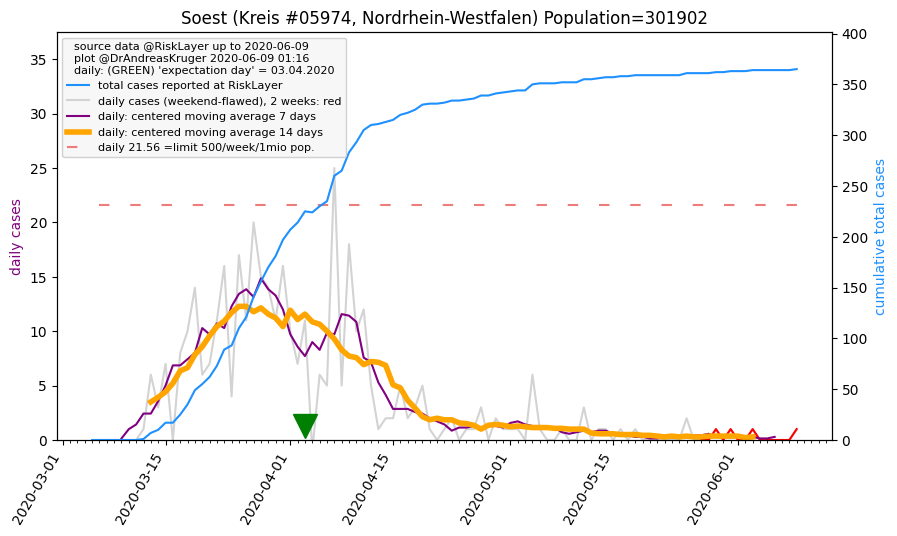 Soest (Kreis #05974, Nordrhein-Westfalen) Population=301902
source data @RiskLayer up to 2020-06-09
plot @DrAndreasKruger 2020-06-09 01:16
daily: (GREEN) 'expectation day' = 03.04.2020
total cases reported at RiskLayer
daily cases (weekend-flawed), 2 weeks: red
daily: centered moving average 7 days
daily: centered moving average 14 days
daily 21.56 =limit 500/week/1mio pop.
daily cases
35
30
25
20
15
10
5
0
cumulative total cases
400
350
300
250
200
150
100
50
0
2020-03-01
2020-03-15
2020-04-01
2020-04-15
2020-05-01
2020-05-15
2020-06-01